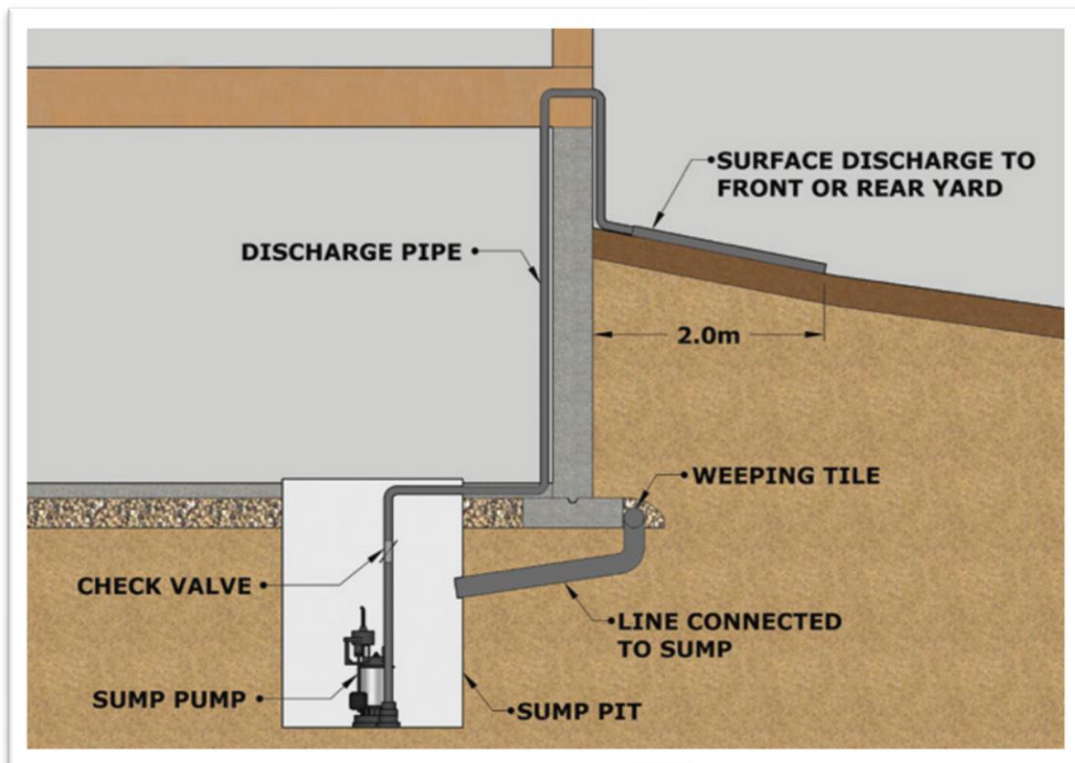 SURFACE DISCHARGE TO
FRONT OR REAR YARD
DISCHARGE PIPE
2.0m
WEEPING TILE
CHECK VALVE
LINE CONNECTED
TO SUMP
SUMP PUMP
SUMP PIT